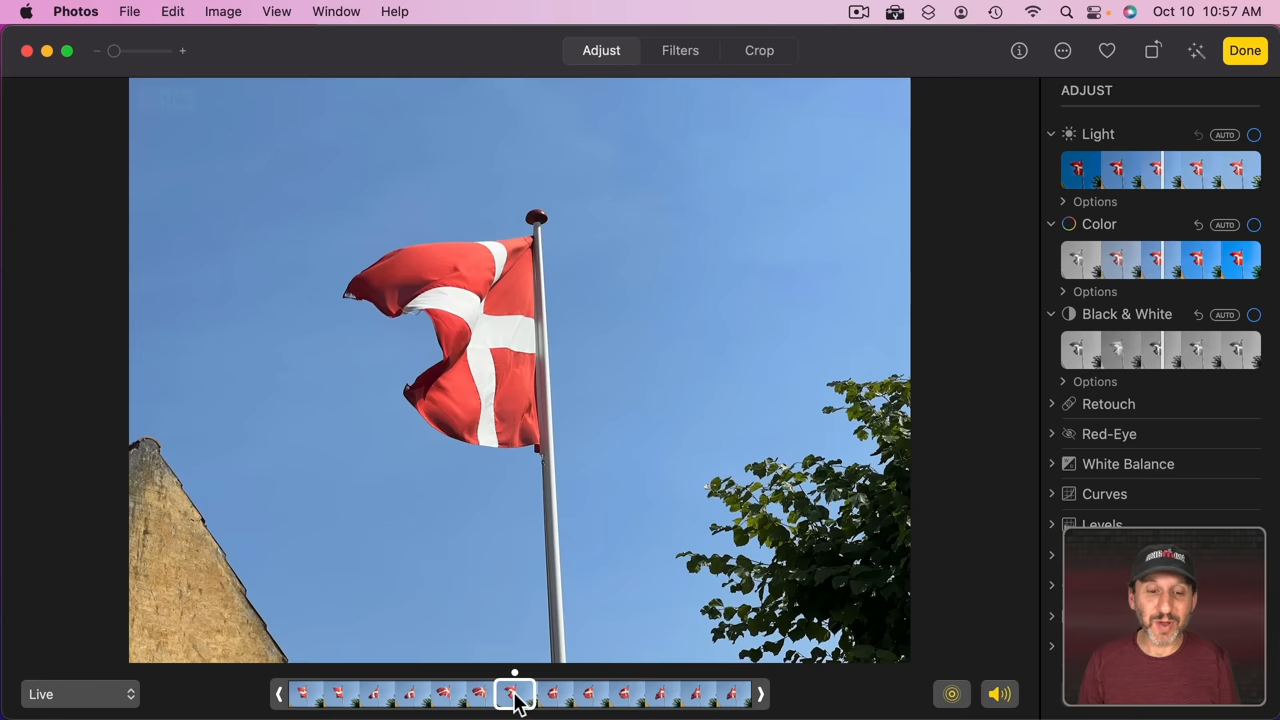 Photos File Edit Image View Window Help Oct 10 10:57 AM
Adjust Filters Crop Done
ADJUST
Light AUTO
Options
Color AUTO
Options
Black & White AUTO
Options
Retouch
Red-Eye
White Balance
Curves
Levels
Live